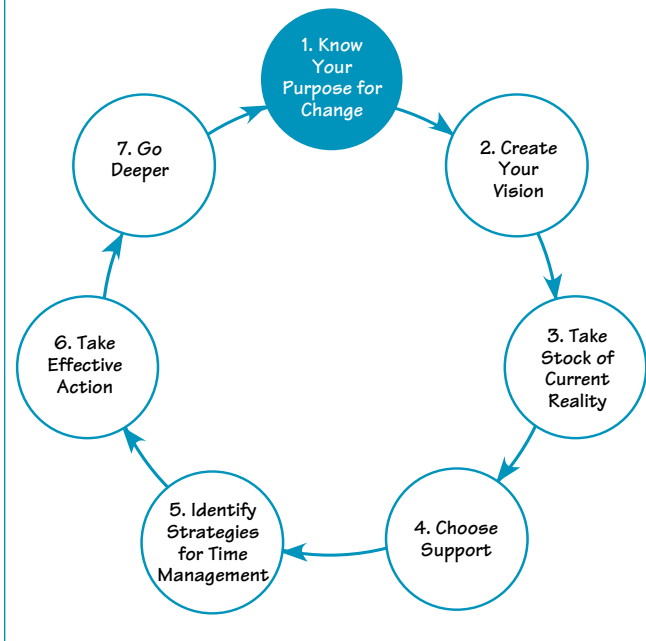 1. Know
Your
Purpose for
Change
2. Create
Your
Vision
3. Take
Stock of
Current
Reality
4. Choose
Support
5. Identify
Strategies
for Time
Management
6. Take
Effective
Action
7. Go
Deeper